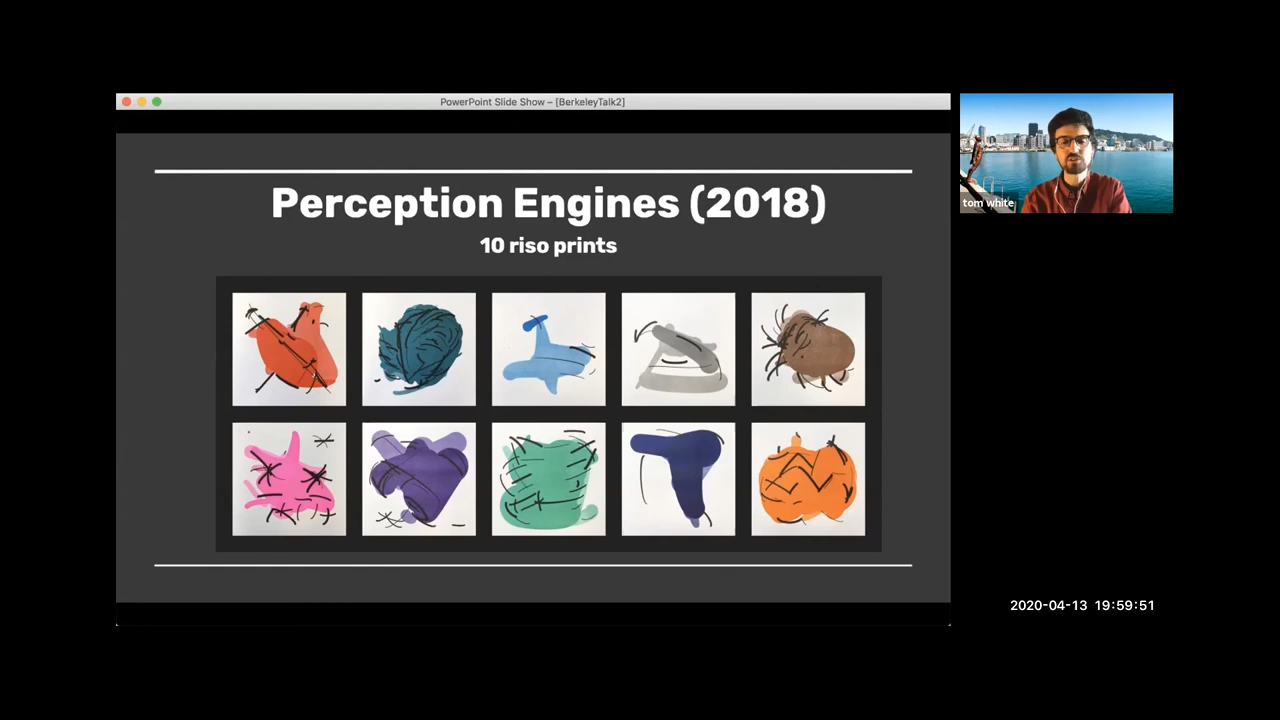 PowerPoint Slide Show – [BerkeleyTalk2]
Perception Engines (2018)
10 riso prints
tom white
2020-04-13 19:59:51